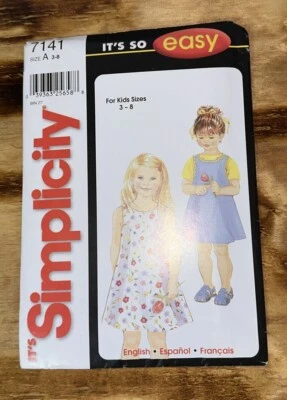 7141
SIZE A 3-8
IT'S SO easy
For Kids Sizes
3 - 8
IT'S Simplicity
English • Español • Français